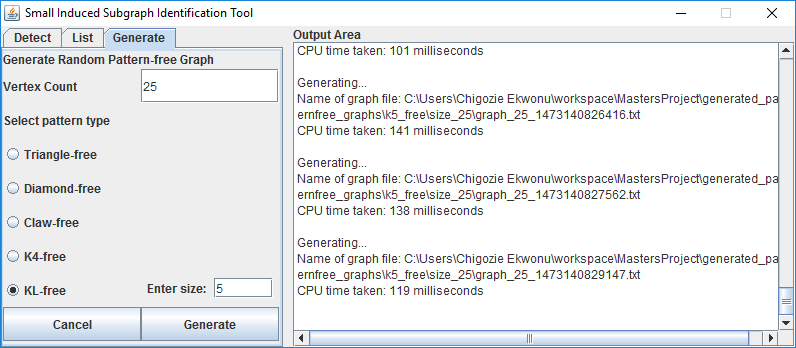 Small Induced Subgraph Identification Tool
Detect
List
Generate
Generate Random Pattern-free Graph
Vertex Count
25
Select pattern type
Triangle-free
Diamond-free
Claw-free
K4-free
KL-free
Enter size:
5
Cancel
Generate
Output Area
CPU time taken: 101 milliseconds
Generating...
Name of graph file: C:\Users\Chigozie Ekwonu\workspace\MastersProject\generated_pa
ernfree_graphs\k5_free\size_25\graph_25_1473140826416.txt
CPU time taken: 141 milliseconds
Generating...
Name of graph file: C:\Users\Chigozie Ekwonu\workspace\MastersProject\generated_pa
ernfree_graphs\k5_free\size_25\graph_25_1473140827562.txt
CPU time taken: 138 milliseconds
Generating...
Name of graph file: C:\Users\Chigozie Ekwonu\workspace\MastersProject\generated_pa
ernfree_graphs\k5_free\size_25\graph_25_1473140829147.txt
CPU time taken: 119 milliseconds